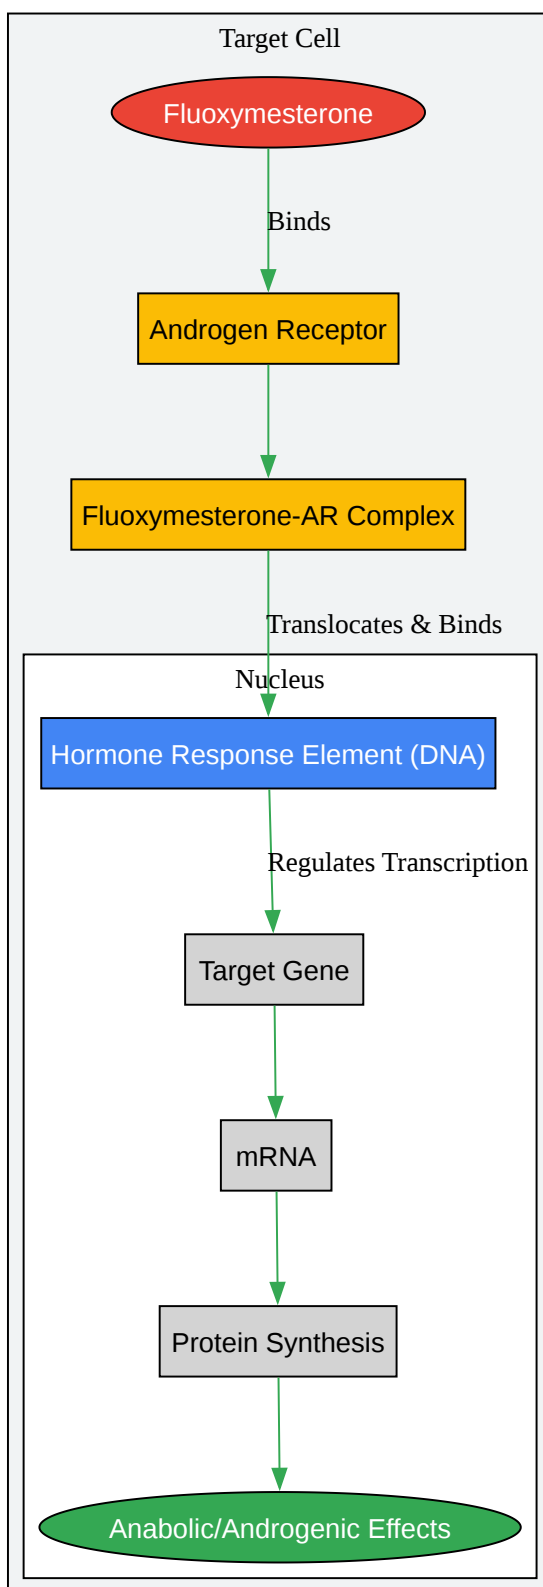 Target Cell
Fluoxymesterone
Binds
Androgen Receptor
Fluoxymesterone-AR Complex
Translocates & Binds
Nucleus
Hormone Response Element (DNA)
Regulates Transcription
Target Gene
mRNA
Protein Synthesis
Anabolic/Androgenic Effects